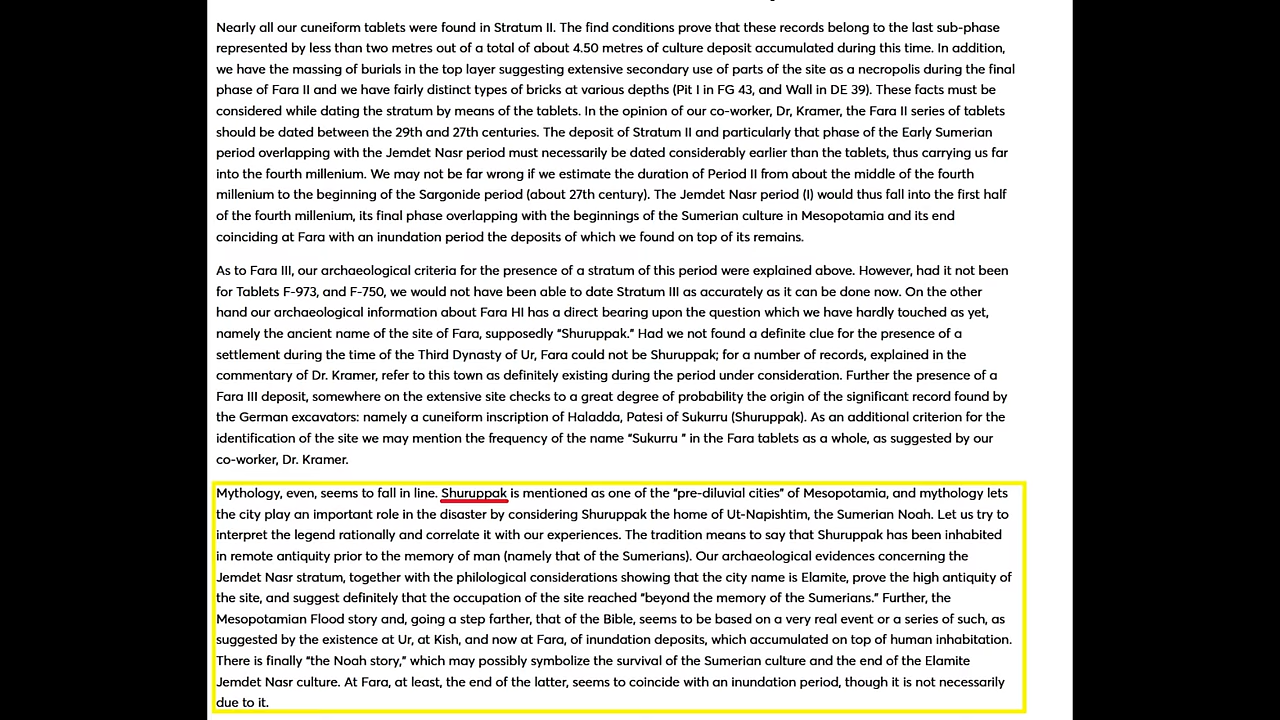 Nearly all our cuneiform tablets were found in Stratum II. The find conditions prove that these records belong to the last sub-phase
represented by less than two metres out of a total of about 4.50 metres of culture deposit accumulated during this time. In addition,
we have the massing of burials in the top layer suggesting extensive secondary use of parts of the site as a necropolis during the final
phase of Fara II and we have fairly distinct types of bricks at various depths (Pit I in FG 43, and Wall in DE 39). These facts must be
considered while dating the stratum by means of the tablets. In the opinion of our co-worker, Dr, Kramer, the Fara II series of tablets
should be dated between the 29th and 27th centuries. The deposit of Stratum II and particularly that phase of the Early Sumerian
period overlapping with the Jemdet Nasr period must necessarily be dated considerably earlier than the tablets, thus carrying us far
into the fourth millenium. We may not be far wrong if we estimate the duration of Period II from about the middle of the fourth
millenium to the beginning of the Sargonide period (about 27th century). The Jemdet Nasr period (I) would thus fall into the first half
of the fourth millenium, its final phase overlapping with the beginnings of the Sumerian culture in Mesopotamia and its end
coinciding at Fara with an inundation period the deposits of which we found on top of its remains.
As to Fara III, our archaeological criteria for the presence of a stratum of this period were explained above. However, had it not been
for Tablets F-973, and F-750, we would not have been able to date Stratum III as accurately as it can be done now. On the other
hand our archaeological information about Fara HI has a direct bearing upon the question which we have hardly touched as yet,
namely the ancient name of the site of Fara, supposedly “Shuruppak.” Had we not found a definite clue for the presence of a
settlement during the time of the Third Dynasty of Ur, Fara could not be Shuruppak; for a number of records, explained in the
commentary of Dr. Kramer, refer to this town as definitely existing during the period under consideration. Further the presence of a
Fara III deposit, somewhere on the extensive site checks to a great degree of probability the origin of the significant record found by
the German excavators: namely a cuneiform inscription of Haladda, Patesi of Sukurru (Shuruppak). As an additional criterion for the
identification of the site we may mention the frequency of the name “Sukurru ” in the Fara tablets as a whole, as suggested by our
co-worker, Dr. Kramer.
Mythology, even, seems to fall in line. Shuruppak is mentioned as one of the “pre-diluvial cities” of Mesopotamia, and mythology lets
the city play an important role in the disaster by considering Shuruppak the home of Ut-Napishtim, the Sumerian Noah. Let us try to
interpret the legend rationally and correlate it with our experiences. The tradition means to say that Shuruppak has been inhabited
in remote antiquity prior to the memory of man (namely that of the Sumerians). Our archaeological evidences concerning the
Jemdet Nasr stratum, together with the philological considerations showing that the city name is Elamite, prove the high antiquity of
the site, and suggest definitely that the occupation of the site reached “beyond the memory of the Sumerians.” Further, the
Mesopotamian Flood story and, going a step farther, that of the Bible, seems to be based on a very real event or a series of such, as
suggested by the existence at Ur, at Kish, and now at Fara, of inundation deposits, which accumulated on top of human inhabitation.
There is finally “the Noah story,” which may possibly symbolize the survival of the Sumerian culture and the end of the Elamite
Jemdet Nasr culture. At Fara, at least, the end of the latter, seems to coincide with an inundation period, though it is not necessarily
due to it.